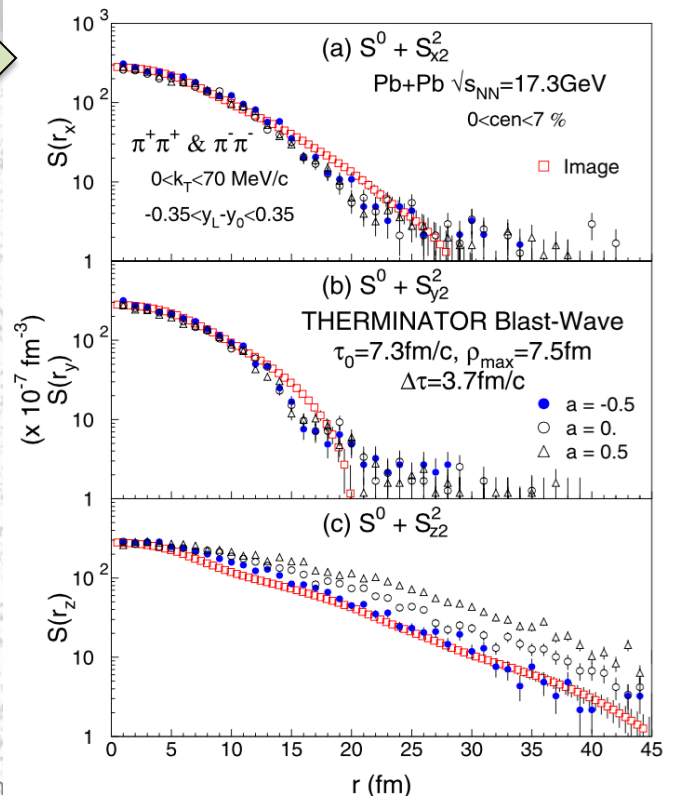 10³
(a) S⁰ + S²ₓ₂
Pb+Pb √sNN=17.3GeV
0<cen<7 %
10²
S(rₓ)
π⁺π⁺ & π⁻π⁻
Image
0<kT<70 MeV/c
10
-0.35<yL-y0<0.35
1
(b) S⁰ + S²y2
THERMINATOR Blast-Wave
10²
τ0=7.3fm/c, ρmax=7.5fm
Δτ=3.7fm/c
(x 10⁻⁷ fm⁻³)
S(ry)
a = -0.5
10
a = 0.
a = 0.5
1
(c) S⁰ + S²z2
10²
S(rz)
10
1
0 5 10 15 20 25 30 35 40 45
r (fm)